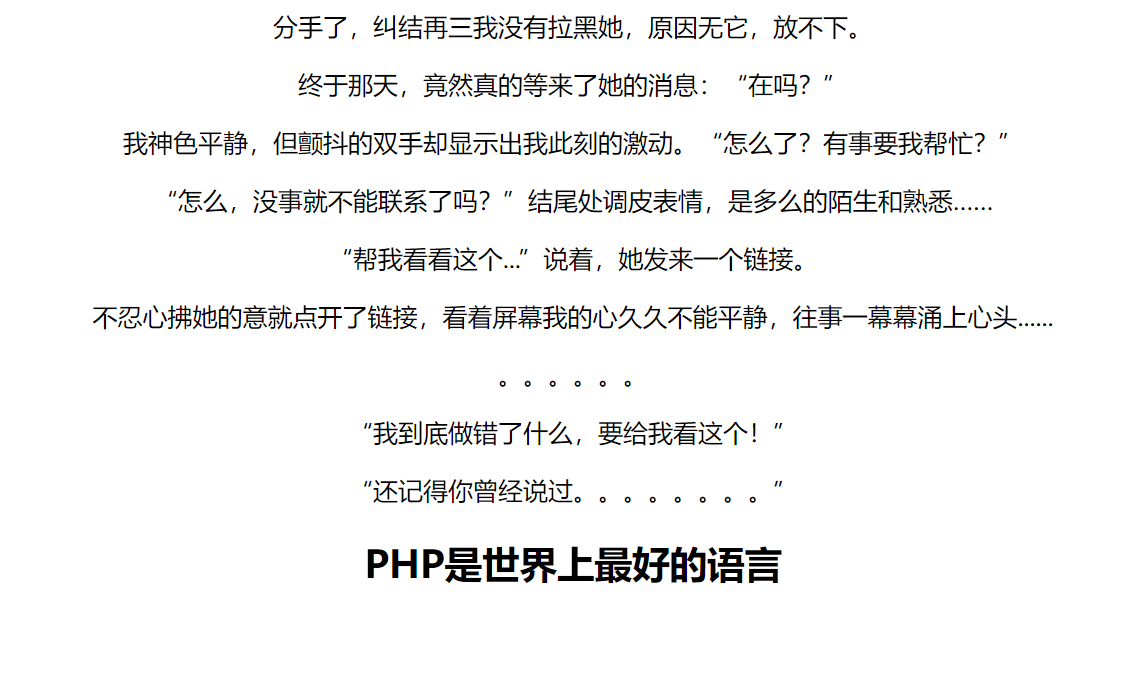 分手了，纠结再三我没有拉黑她，原因无它，放不下。
终于那天，竟然真的等来了她的消息：“在吗？”
我神色平静，但颤抖的双手却显示出我此刻的激动。“怎么了？有事要我帮忙？”
“怎么，没事就不能联系了吗？”结尾处调皮表情，是多么的陌生和熟悉……
“帮我看看这个...”说着，她发来一个链接。
不忍心拂她的意就点开了链接，看着屏幕我的心久久不能平静，往事一幕幕涌上心头......
。。。。。。
“我到底做错了什么，要给我看这个！”
“还记得你曾经说过。。。。。。。。”
PHP是世界上最好的语言